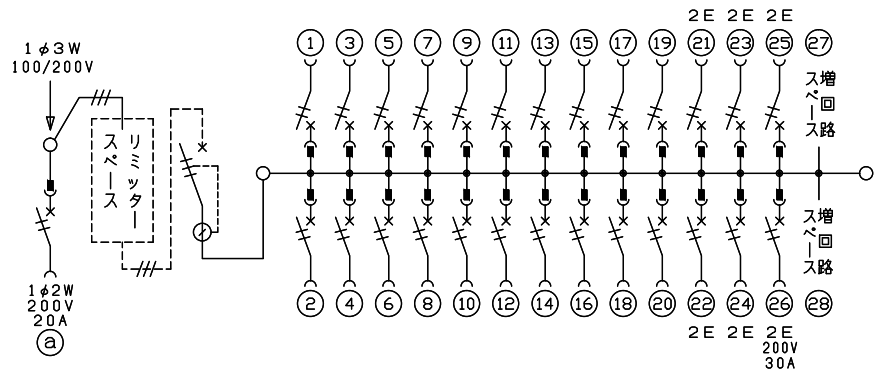 2E 2E 2E
1 3 5 7 9 11 13 15 17 19 21 23 25 27
1φ3W
100/200V
増回路
スペース
リミッター
スペース
増回路
スペース
1φ2W
200V
20A
a
2 4 6 8 10 12 14 16 18 20 22 24 26 28
2E 2E 2E
200V
30A